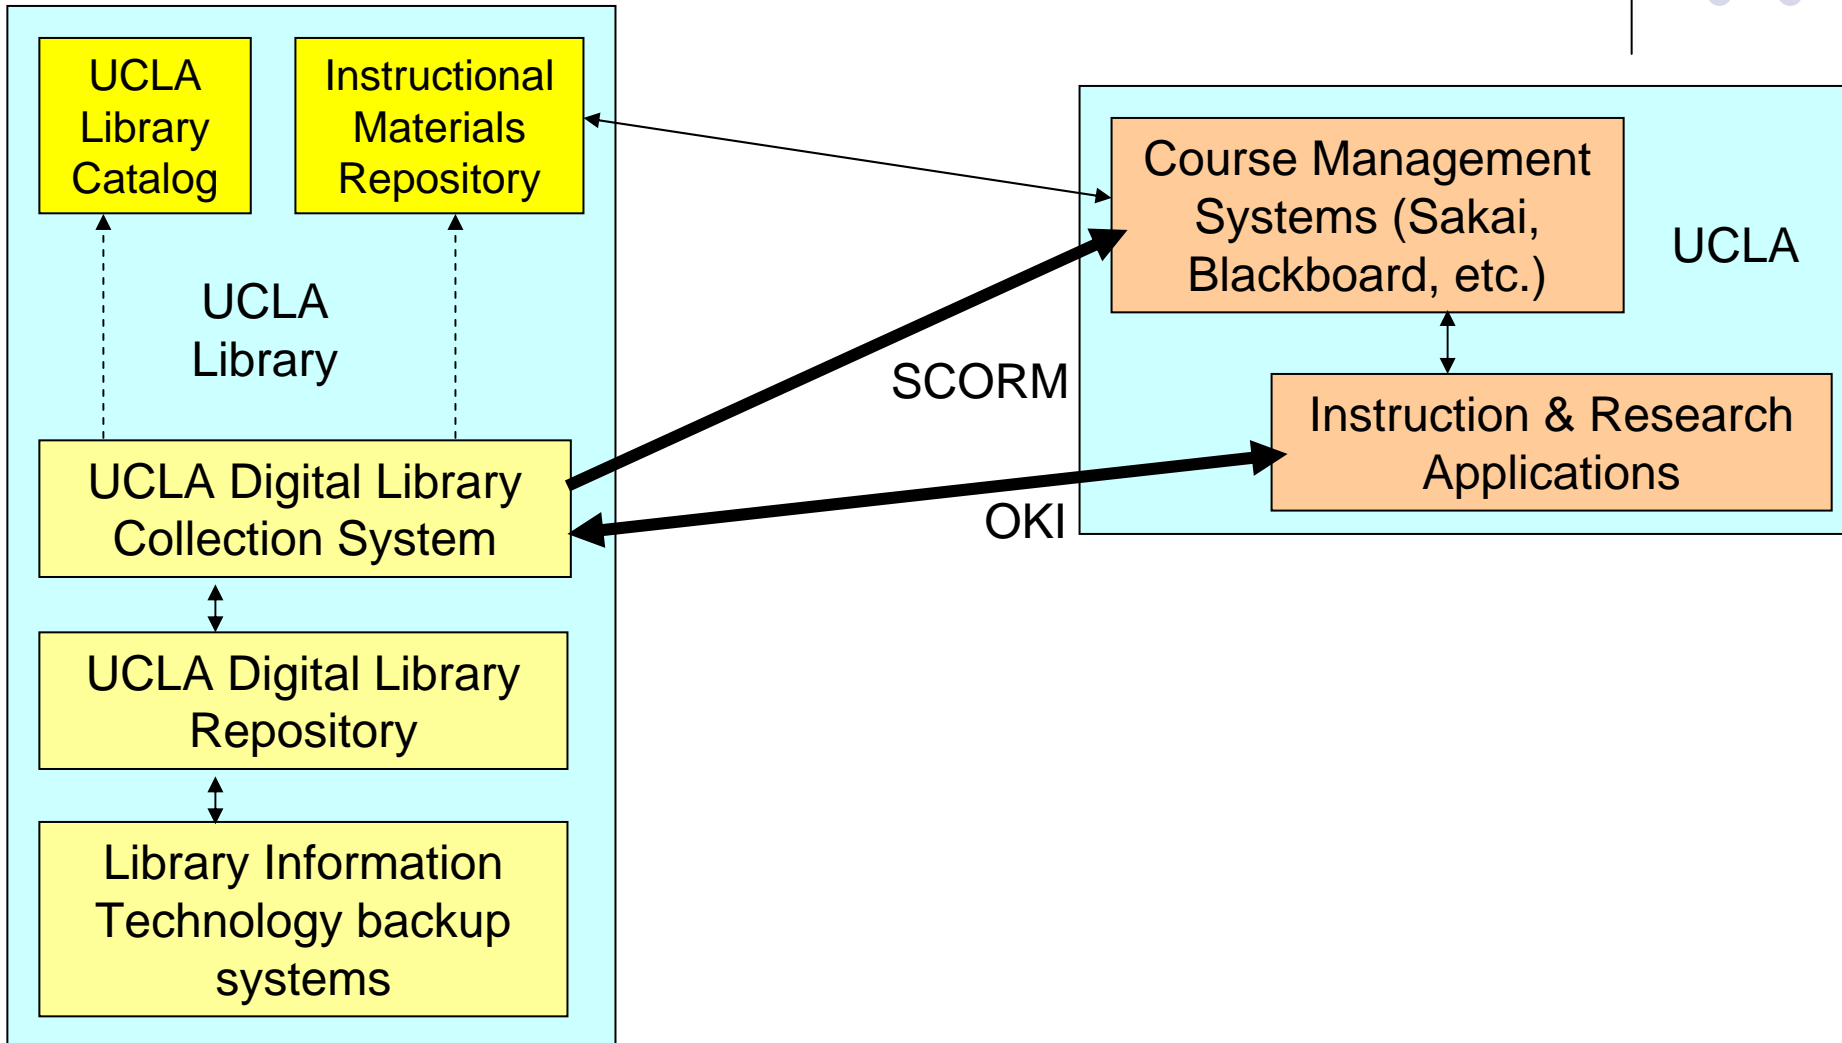 UCLA
Library
Catalog
Instructional
Materials
Repository
UCLA
Library
UCLA Digital Library
Collection System
UCLA Digital Library
Repository
Library Information
Technology backup
systems
SCORM
OKI
Course Management
Systems (Sakai,
Blackboard, etc.)
UCLA
Instruction & Research
Applications